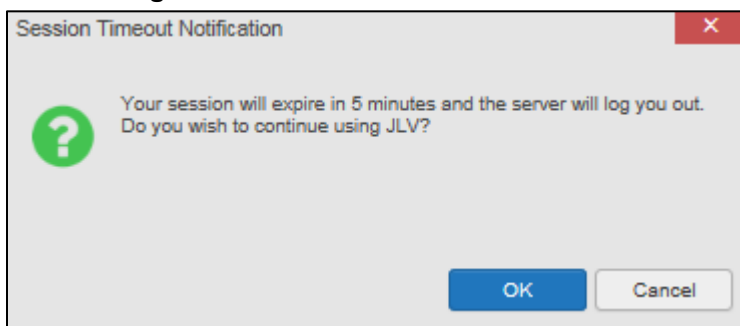 Session Timeout Notification
Your session will expire in 5 minutes and the server will log you out.
Do you wish to continue using JLV?
OK
Cancel